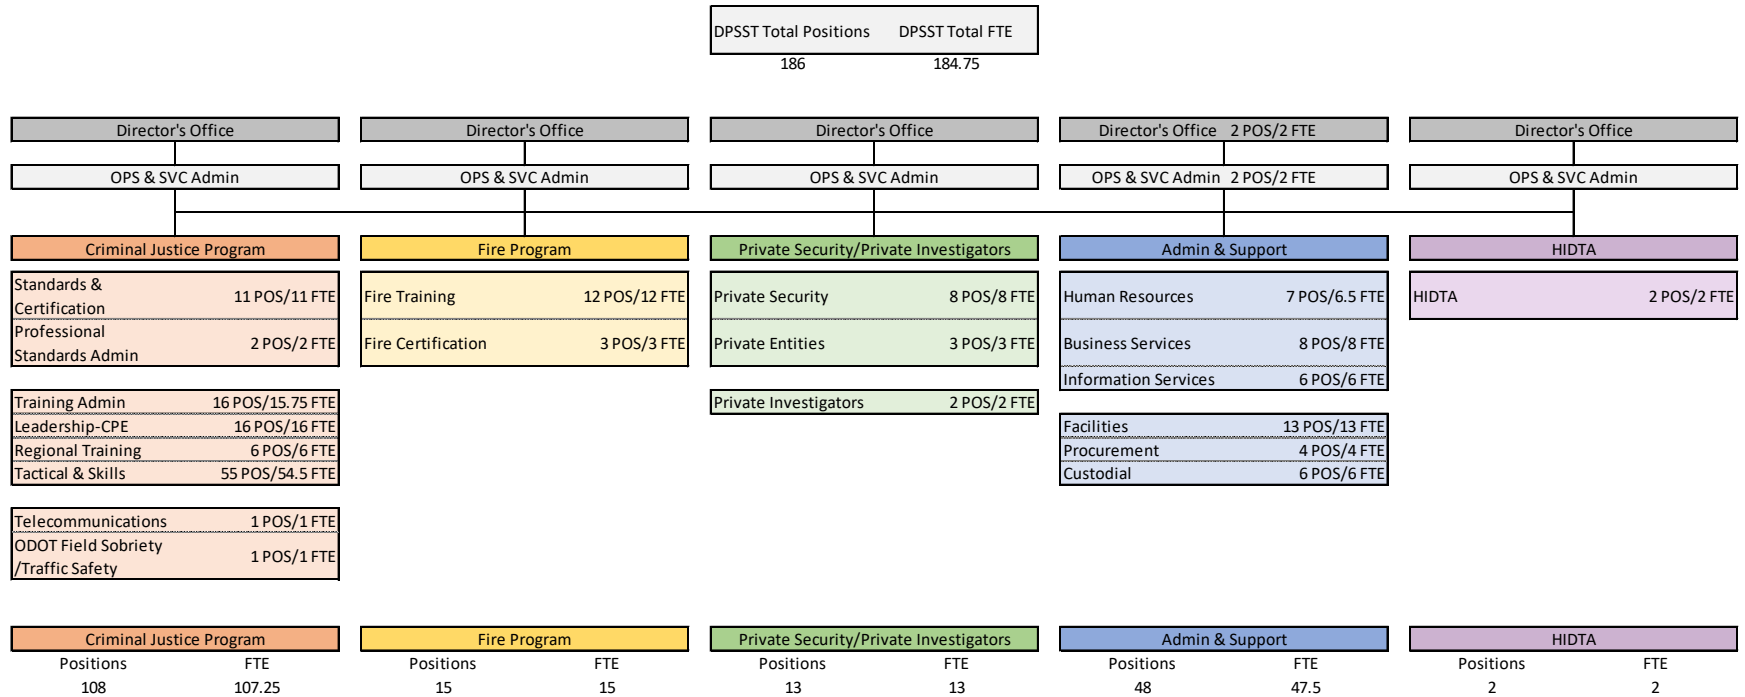 DPSST Total Positions DPSST Total FTE
186 184.75
Director's Office Director's Office Director's Office Director's Office 2 POS/2 FTE Director's Office
OPS & SVC Admin OPS & SVC Admin OPS & SVC Admin OPS & SVC Admin 2 POS/2 FTE OPS & SVC Admin
Criminal Justice Program
Standards &
Certification 11 POS/11 FTE
Professional
Standards Admin 2 POS/2 FTE
Training Admin 16 POS/15.75 FTE
Leadership-CPE 16 POS/16 FTE
Regional Training 6 POS/6 FTE
Tactical & Skills 55 POS/54.5 FTE
Telecommunications 1 POS/1 FTE
ODOT Field Sobriety
/Traffic Safety 1 POS/1 FTE
Fire Program
Fire Training 12 POS/12 FTE
Fire Certification 3 POS/3 FTE
Private Security/Private Investigators
Private Security 8 POS/8 FTE
Private Entities 3 POS/3 FTE
Private Investigators 2 POS/2 FTE
Admin & Support
Human Resources 7 POS/6.5 FTE
Business Services 8 POS/8 FTE
Information Services 6 POS/6 FTE
Facilities 13 POS/13 FTE
Procurement 4 POS/4 FTE
Custodial 6 POS/6 FTE
HIDTA
HIDTA 2 POS/2 FTE
Criminal Justice Program Fire Program Private Security/Private Investigators Admin & Support HIDTA
Positions FTE Positions FTE Positions FTE Positions FTE Positions FTE
108 107.25 15 15 13 13 48 47.5 2 2